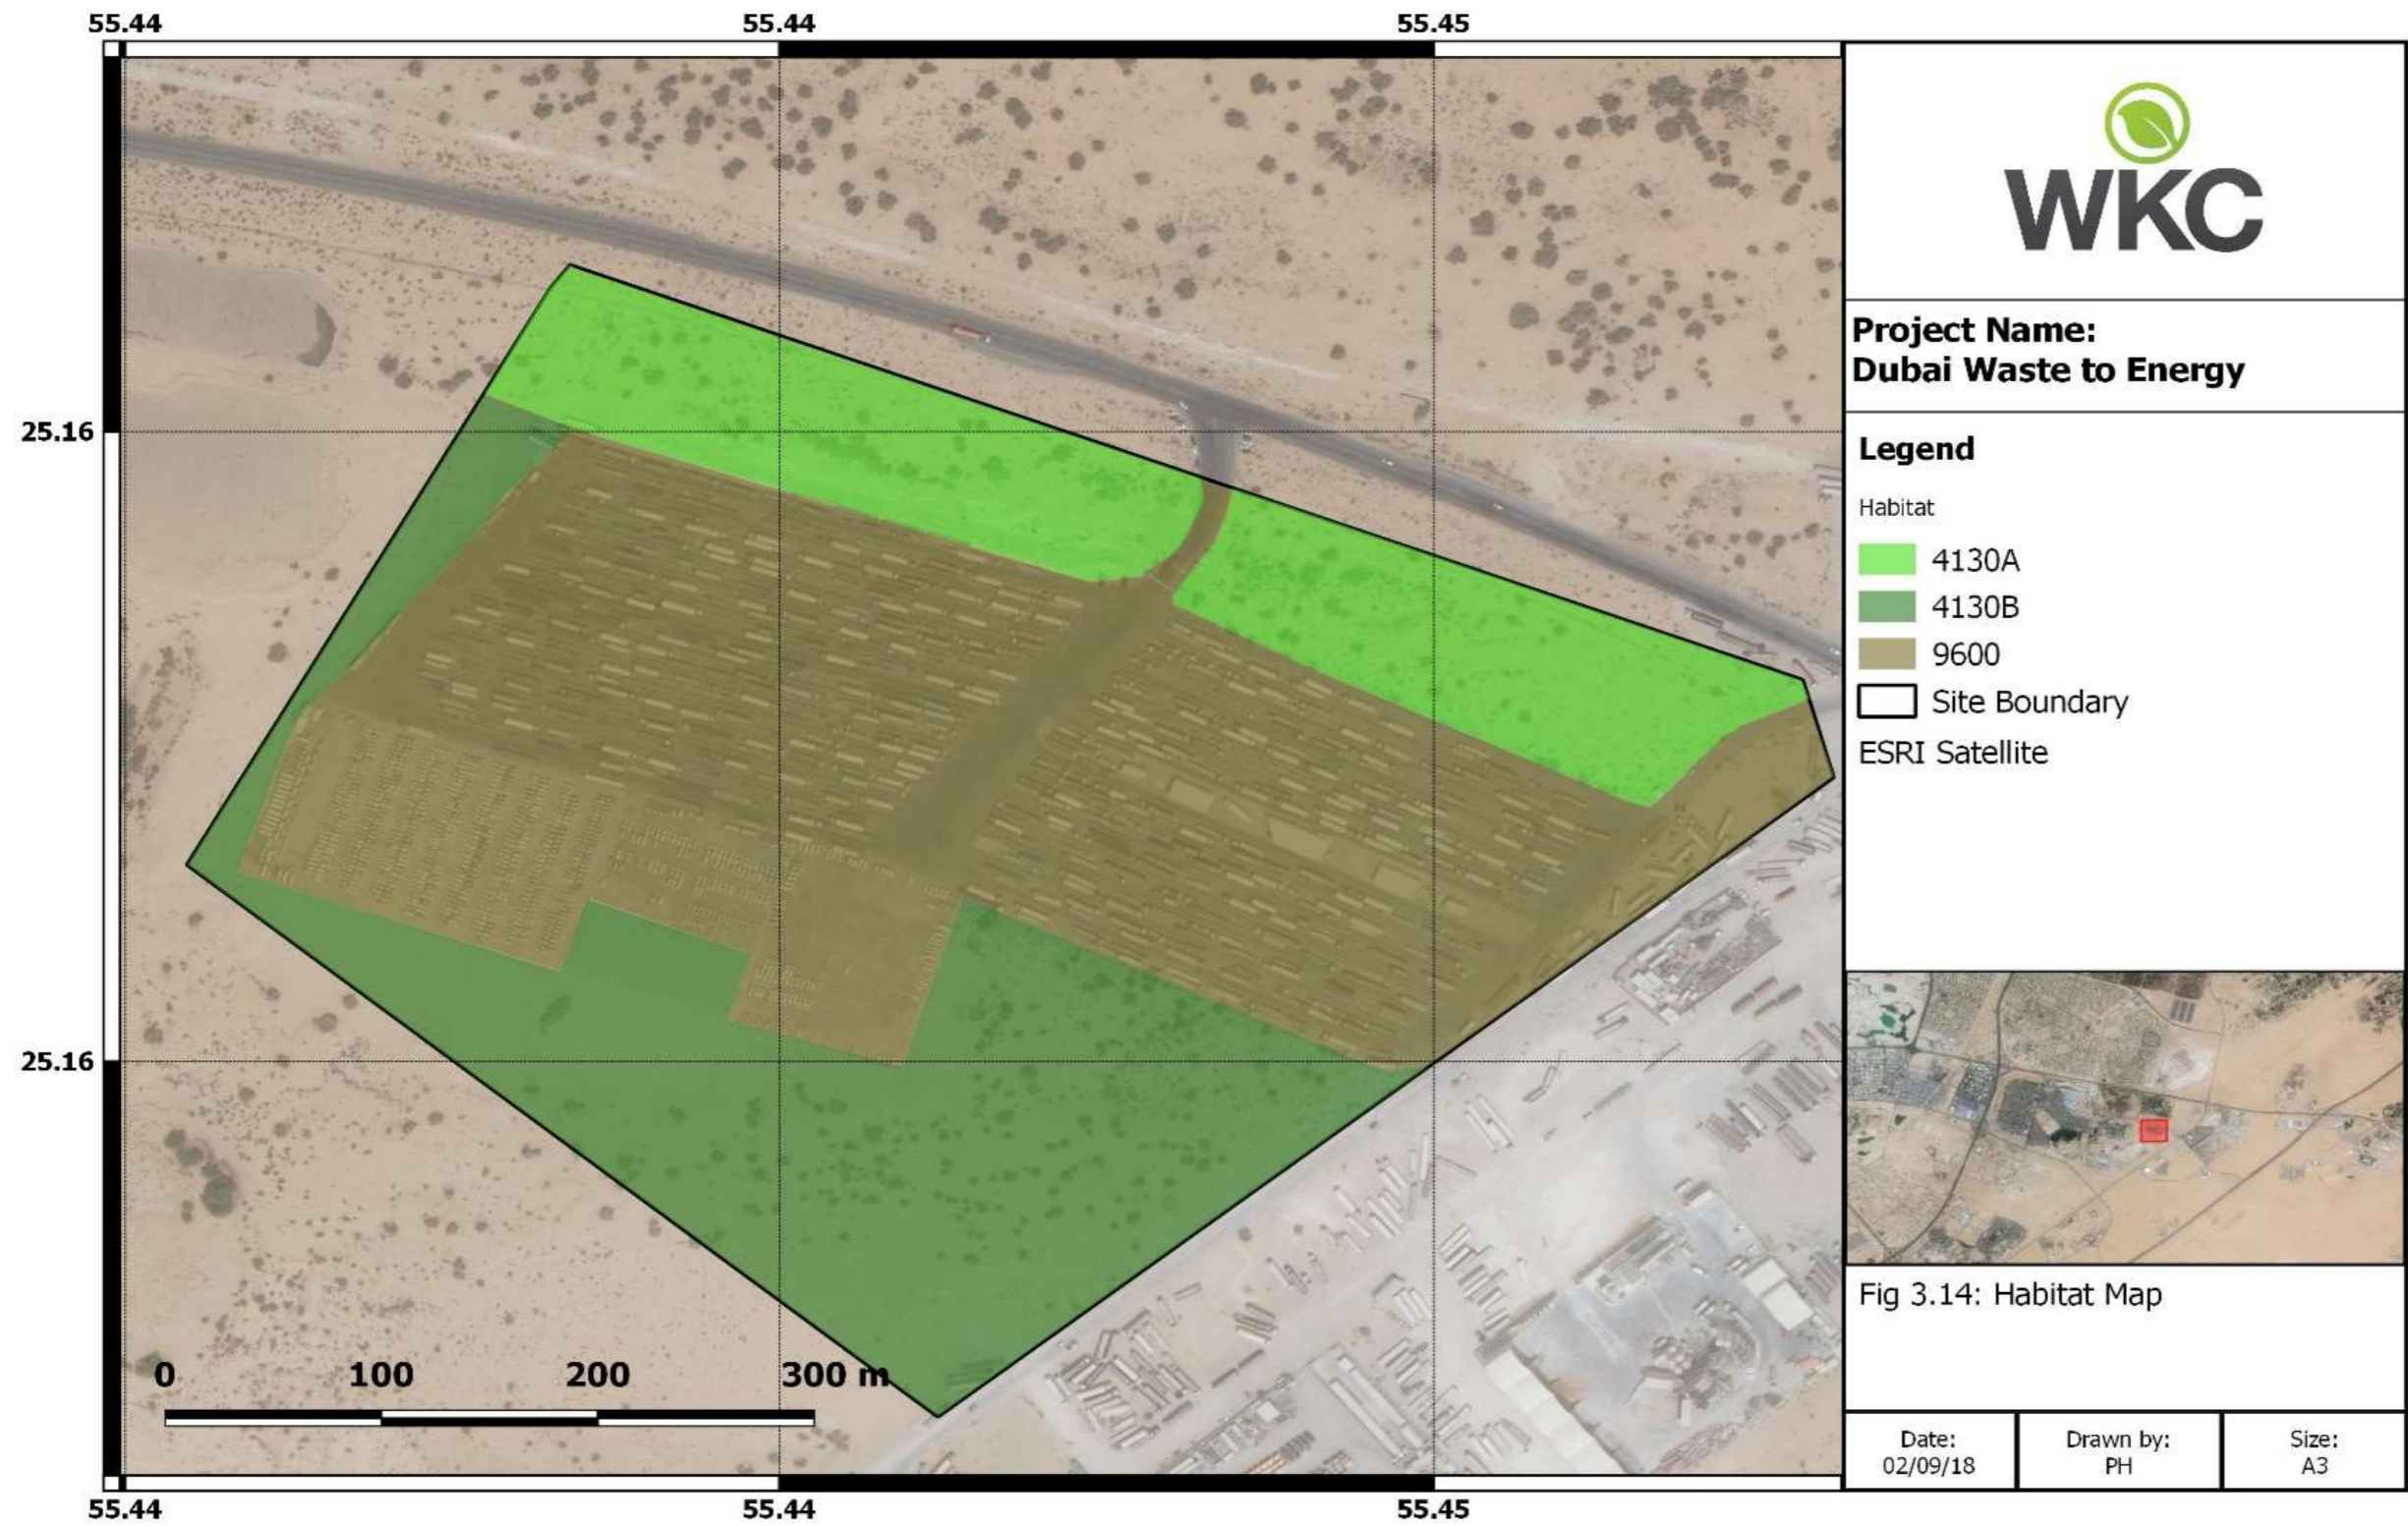 55.44 55.44 55.45
25.16
25.16
0 100 200 300 m
55.44 55.44 55.45
WKC
Project Name:
Dubai Waste to Energy
Legend
Habitat
4130A
4130B
9600
Site Boundary
ESRI Satellite
Fig 3.14: Habitat Map
Date:
02/09/18
Drawn by:
PH
Size:
A3